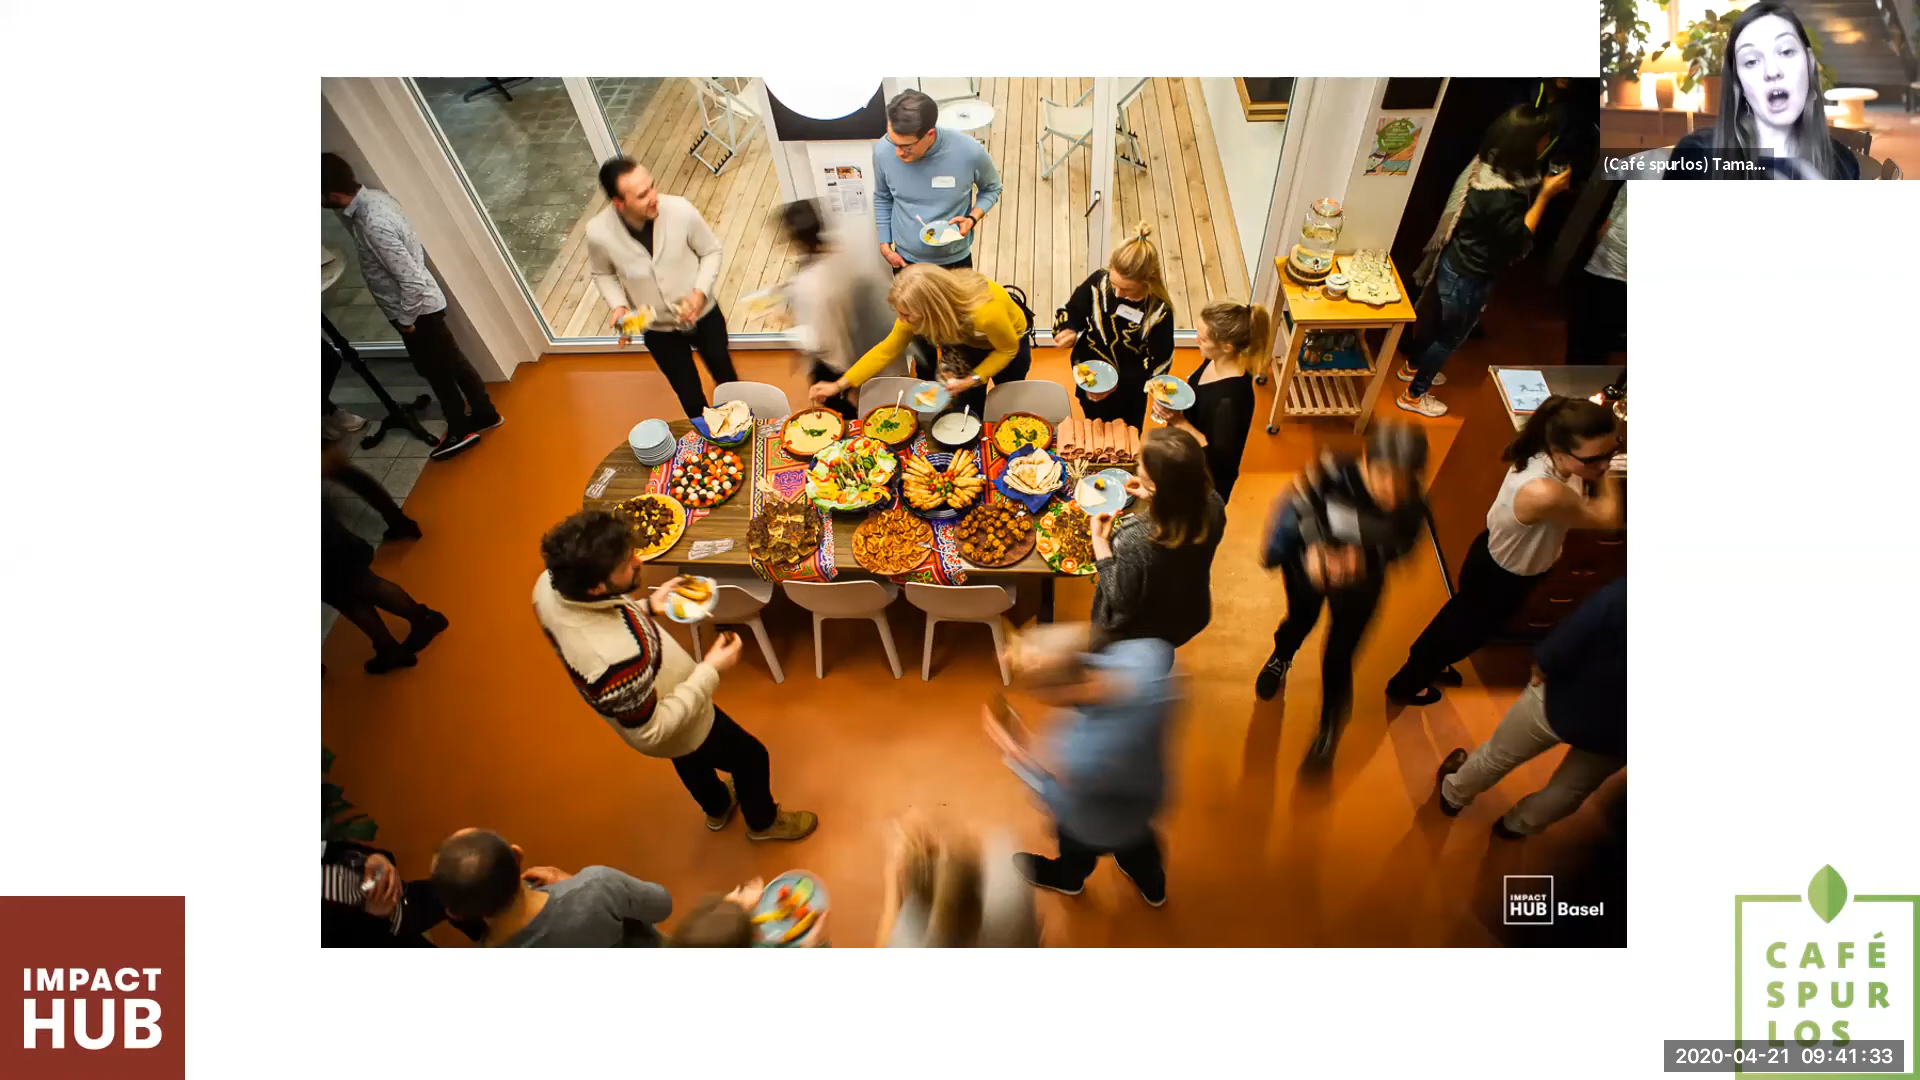 (Café spurlos) Tama...
IMPACT
HUB Basel
IMPACT
HUB
CAFÉ
SPUR
LOS
2020-04-21 09:41:33